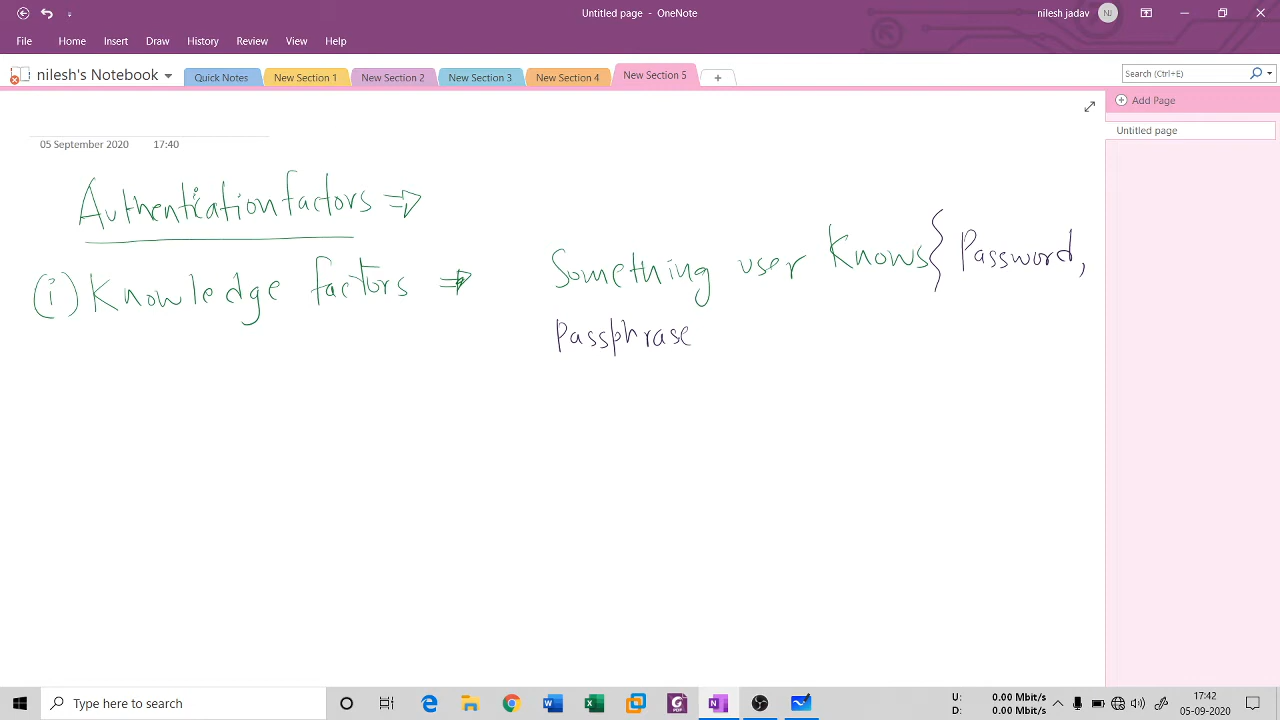 Untitled page - OneNote
nilesh jadav
NJ
File Home Insert Draw History Review View Help
nilesh's Notebook
Quick Notes
New Section 1
New Section 2
New Section 3
New Section 4
New Section 5
Search (Ctrl+E)
Add Page
Untitled page
05 September 2020 17:40
Authentication factors ⇒
(i) Knowledge factors ⇒ Something user Knows { Password,
Passphrase
Type here to search
U: 0.00 Mbit/s
D: 0.00 Mbit/s
17:42
05-09-2020